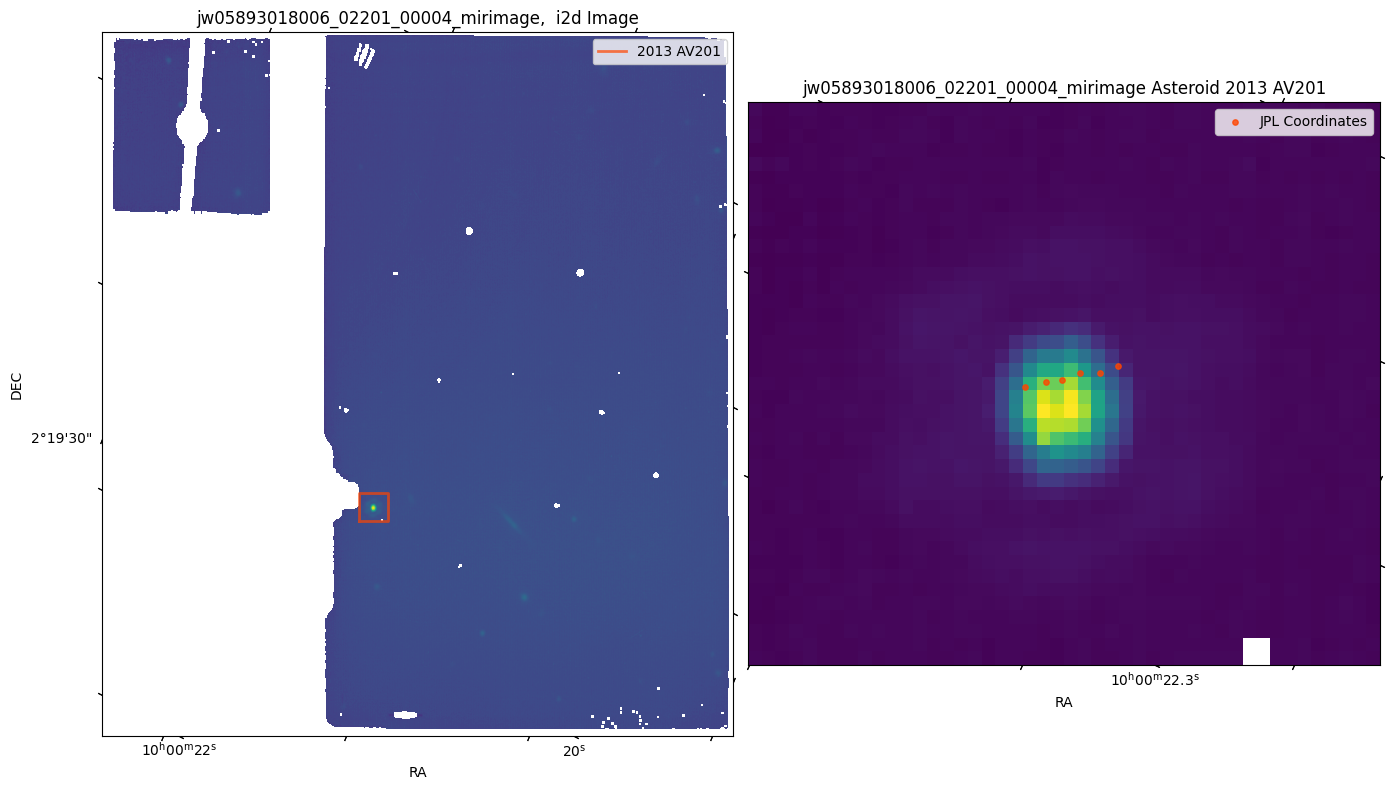 jw05893018006_02201_00004_mirimage,  i2d Image
2013 AV201
DEC
2°19'30"
10ʰ00ᵐ22ˢ
20ˢ
RA
jw05893018006_02201_00004_mirimage Asteroid 2013 AV201
JPL Coordinates
10ʰ00ᵐ22.3ˢ
RA